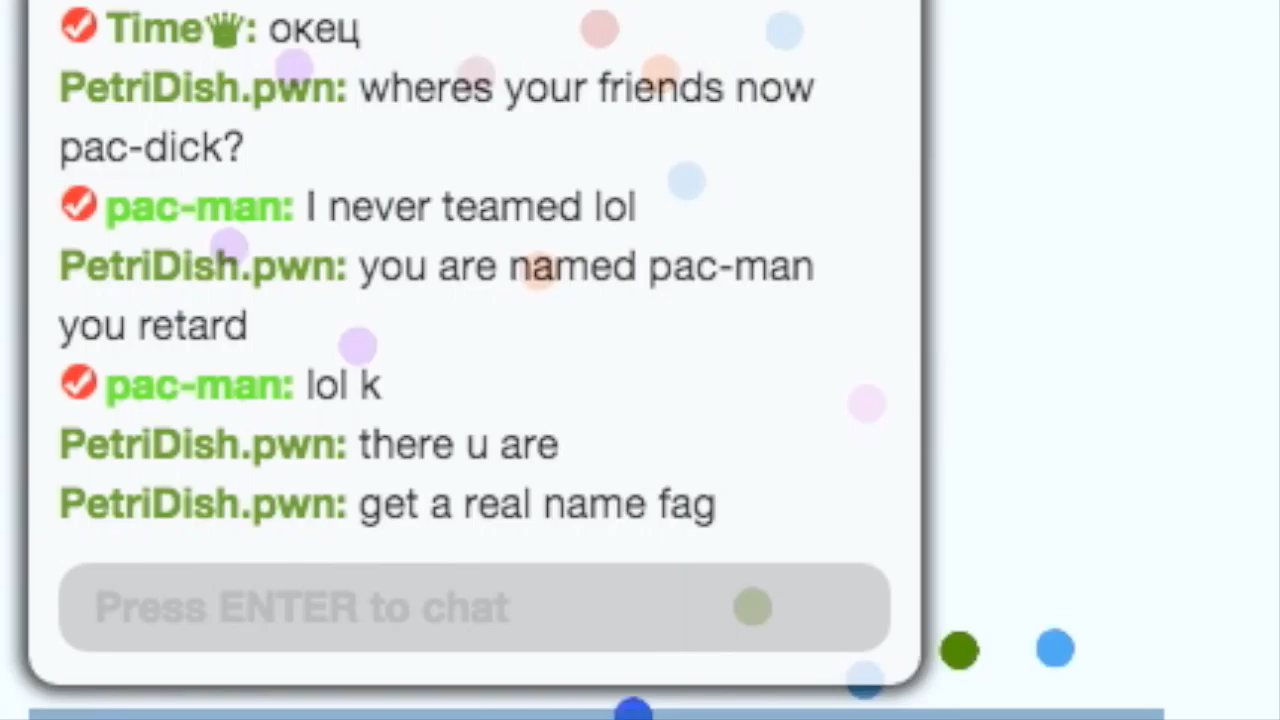 Time: окец
PetriDish.pwn: wheres your friends now
pac-dick?
pac-man: I never teamed lol
PetriDish.pwn: you are named pac-man
you retard
pac-man: lol k
PetriDish.pwn: there u are
PetriDish.pwn: get a real name fag
Press ENTER to chat